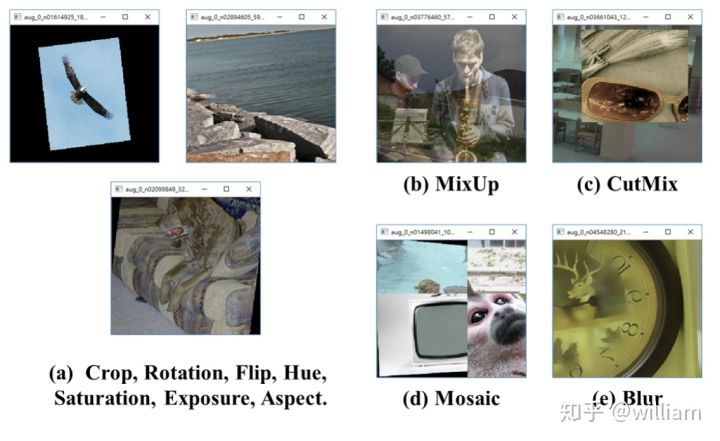 aug_0_n01614925_18...
aug_0_n02894605_59...
aug_0_n03776460_57...
aug_0_n03661043_12...
(b) MixUp
(c) CutMix
aug_0_n02099849_32...
aug_0_n01498041_10...
aug_0_n04548280_21...
(a) Crop, Rotation, Flip, Hue,
Saturation, Exposure, Aspect.
(d) Mosaic
(e) Blur
知乎 @william